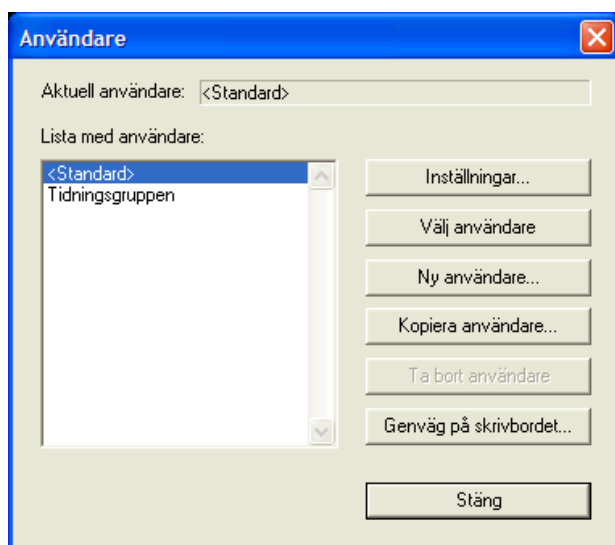 Användare
Aktuell användare: <Standard>
Lista med användare:
<Standard>
Tidningsgruppen
Inställningar...
Välj användare
Ny användare...
Kopiera användare...
Ta bort användare
Genväg på skrivbordet...
Stäng